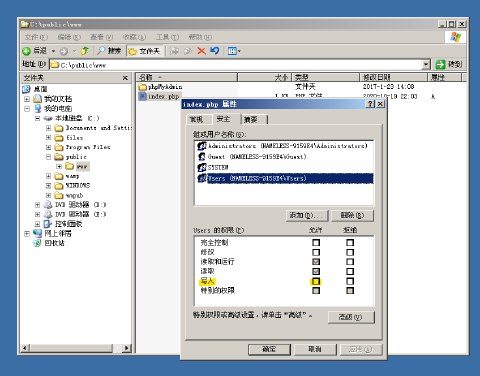 C:\public\www
文件(F) 编辑(E) 查看(V) 收藏(A) 工具(T) 帮助(H)
后退 搜索 文件夹
地址(D) C:\public\www 转到
文件夹
名称 大小 类型 修改日期 属性
桌面
我的文档
我的电脑
本地磁盘 (C:)
Documents and Setti
files
Program Files
public
www
wamp
WINDOWS
wmpub
DVD 驱动器 (D:)
DVD 驱动器 (E:)
控制面板
网上邻居
回收站
phpMyAdmin 文件夹 2017-1-23 14:08
index.php 1 KB PHP 文件 22:03 A
index.php 属性
常规 安全 摘要
组或用户名称(G):
Administrators (NAMELESS-9159E4\Administrators)
Guest (NAMELESS-9159E4\Guest)
SYSTEM
Users (NAMELESS-9159E4\Users)
添加(D)... 删除(R)
Users 的权限(P) 允许 拒绝
完全控制
修改
读取和运行
读取
写入
特别的权限
特别权限或高级设置，请单击“高级”。
高级(V)
确定 取消 应用(A)